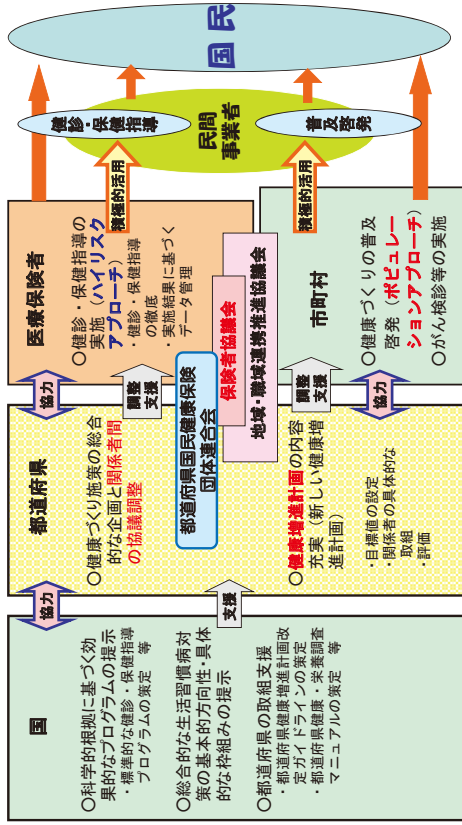 国
○科学的根拠に基づく効
果的なプログラムの提示
・標準的な健診・保健指導
プログラムの策定 等
○総合的な生活習慣病対
策の基本的方向性・具体
的な枠組みの提示
○都道府県の取組支援
・都道府県健康増進計画改
定ガイドラインの策定
・都道府県健康・栄養調査
マニュアルの策定 等
協力
支援
都道府県
○健康づくり施策の総合
的な企画と関係者間
の協議調整
都道府県国民健康保険
団体連合会
○健康増進計画の内容
充実（新しい健康増
進計画）
・目標値の設定
・関係者の具体的な
取組
・評価
協力
調整
支援
保険者協議会
地域・職域連携推進協議会
調整
支援
協力
医療保険者
○健診・保健指導の
実施（ハイリスク
アプローチ）
・健診・保健指導
の徹底
・実施結果に基づく
データ管理
市町村
○健康づくりの普及
啓発（ポピュレー
ションアプローチ）
○がん検診等の実施
積極的活用
積極的活用
健診・保健
指導
民間
事業者
普及啓発
国民